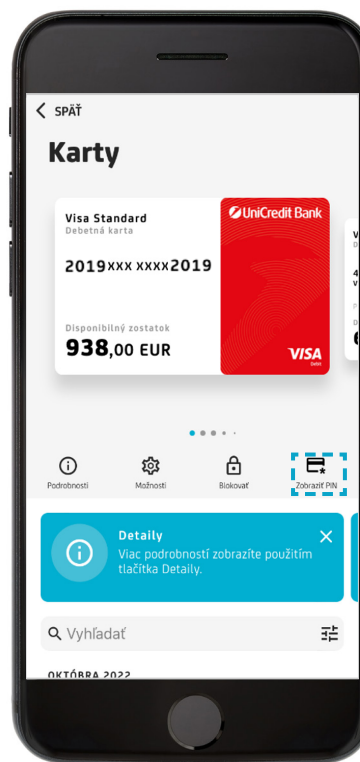 SPÄŤ
Karty
Visa Standard
Debetná karta
2019xxx xxxx2019
Disponibilný zostatok
938,00 EUR
UniCredit Bank
VISA
Debit
Podrobnosti
Možnosti
Blokovať
Zobraziť PIN
Detaily
Viac podrobností zobrazíte použitím
tlačítka Detaily.
Vyhľadať
OKTÓBRA 2022